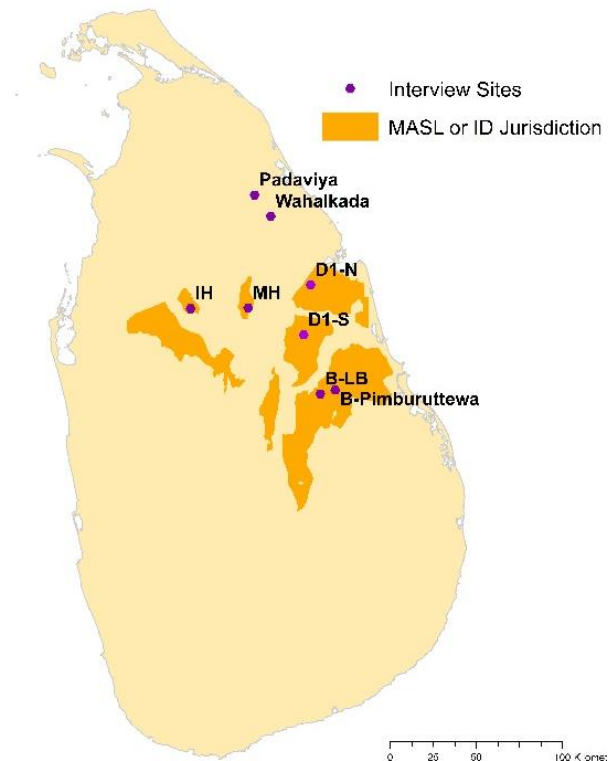 Interview Sites
MASL or ID Jurisdiction
Padaviya
Wahalkada
D1-N
IH
MH
D1-S
B-LB
B-Pimburuttewa
0 25 50 100